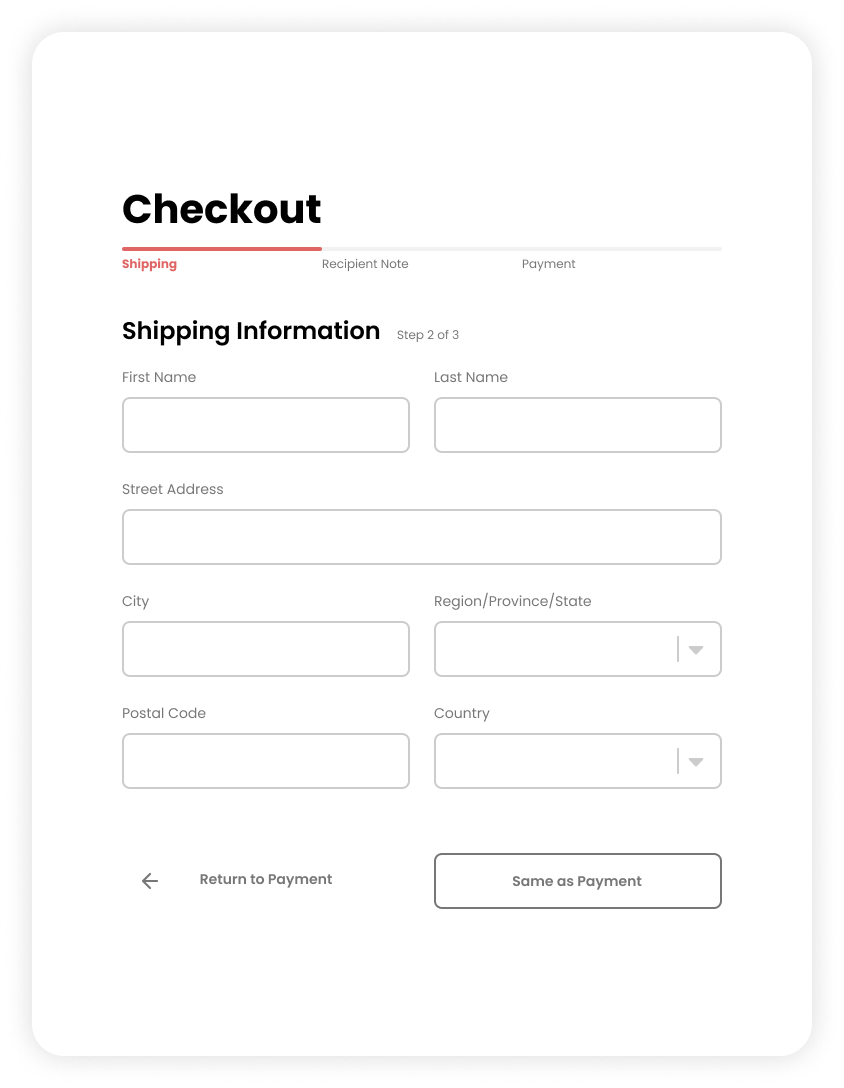 Checkout
Shipping Recipient Note Payment
Shipping Information Step 2 of 3
First Name Last Name
Street Address
City Region/Province/State
Postal Code Country
Return to Payment Same as Payment